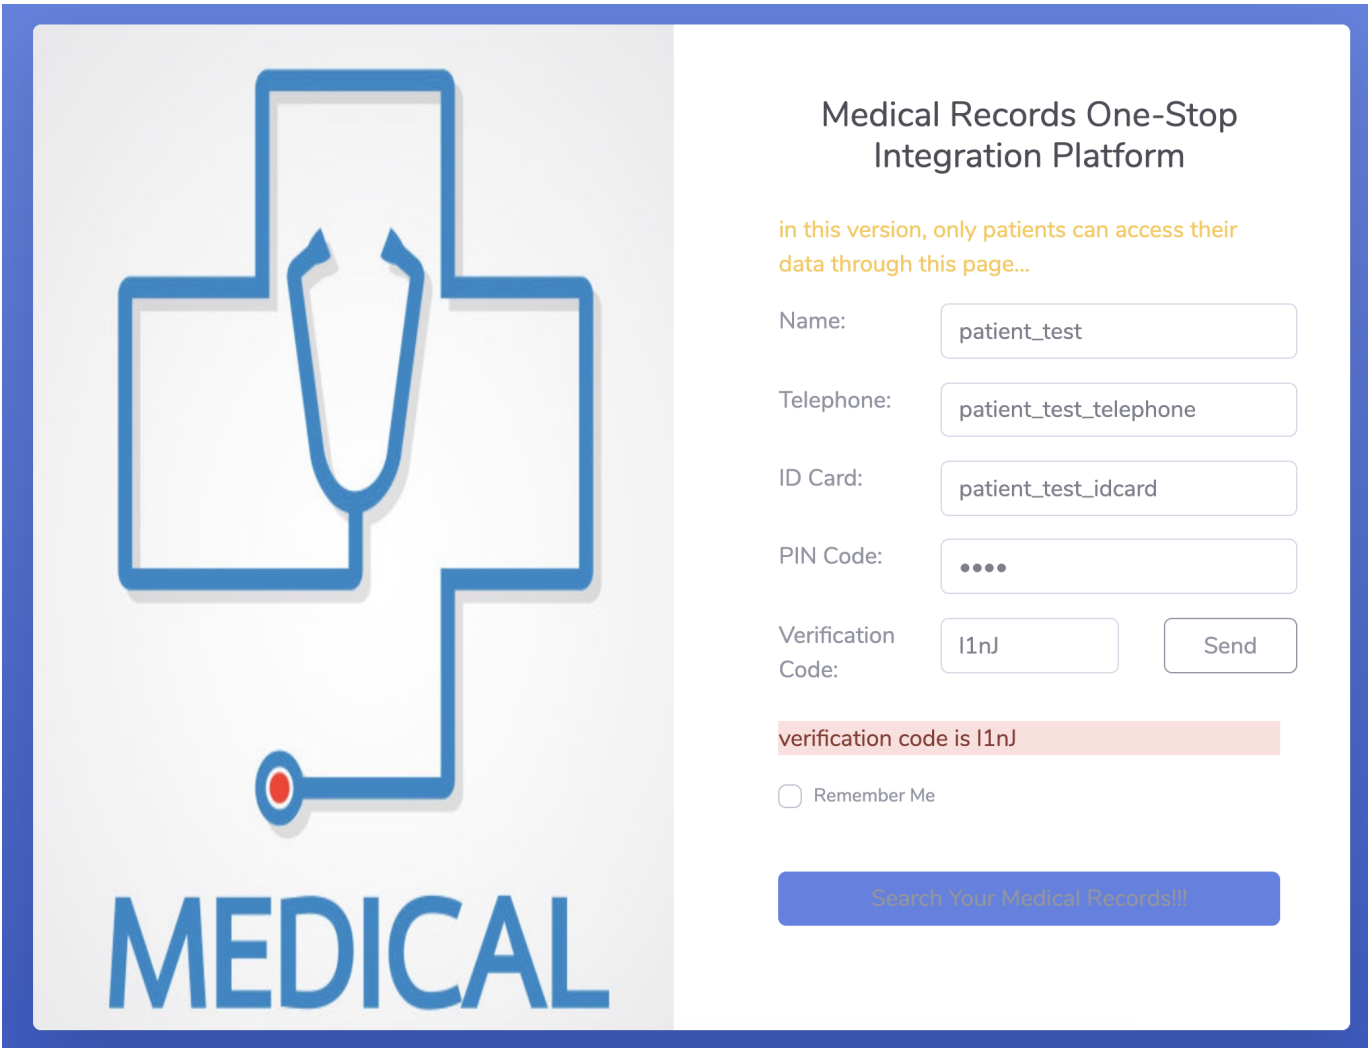 Medical Records One-Stop
Integration Platform
in this version, only patients can access their
data through this page...
Name:
patient_test
Telephone:
patient_test_telephone
ID Card:
patient_test_idcard
PIN Code:
••••
Verification
Code:
l1nJ
Send
verification code is l1nJ
Remember Me
Search Your Medical Records!!!
MEDICAL